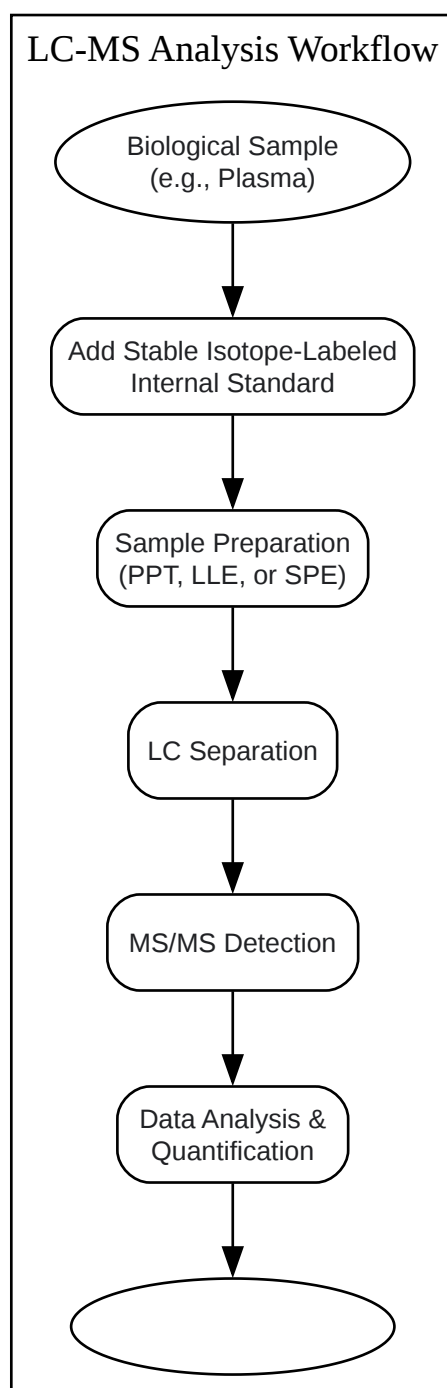 LC-MS Analysis Workflow
Biological Sample
(e.g., Plasma)
Add Stable Isotope-Labeled
Internal Standard
Sample Preparation
(PPT, LLE, or SPE)
LC Separation
MS/MS Detection
Data Analysis &
Quantification